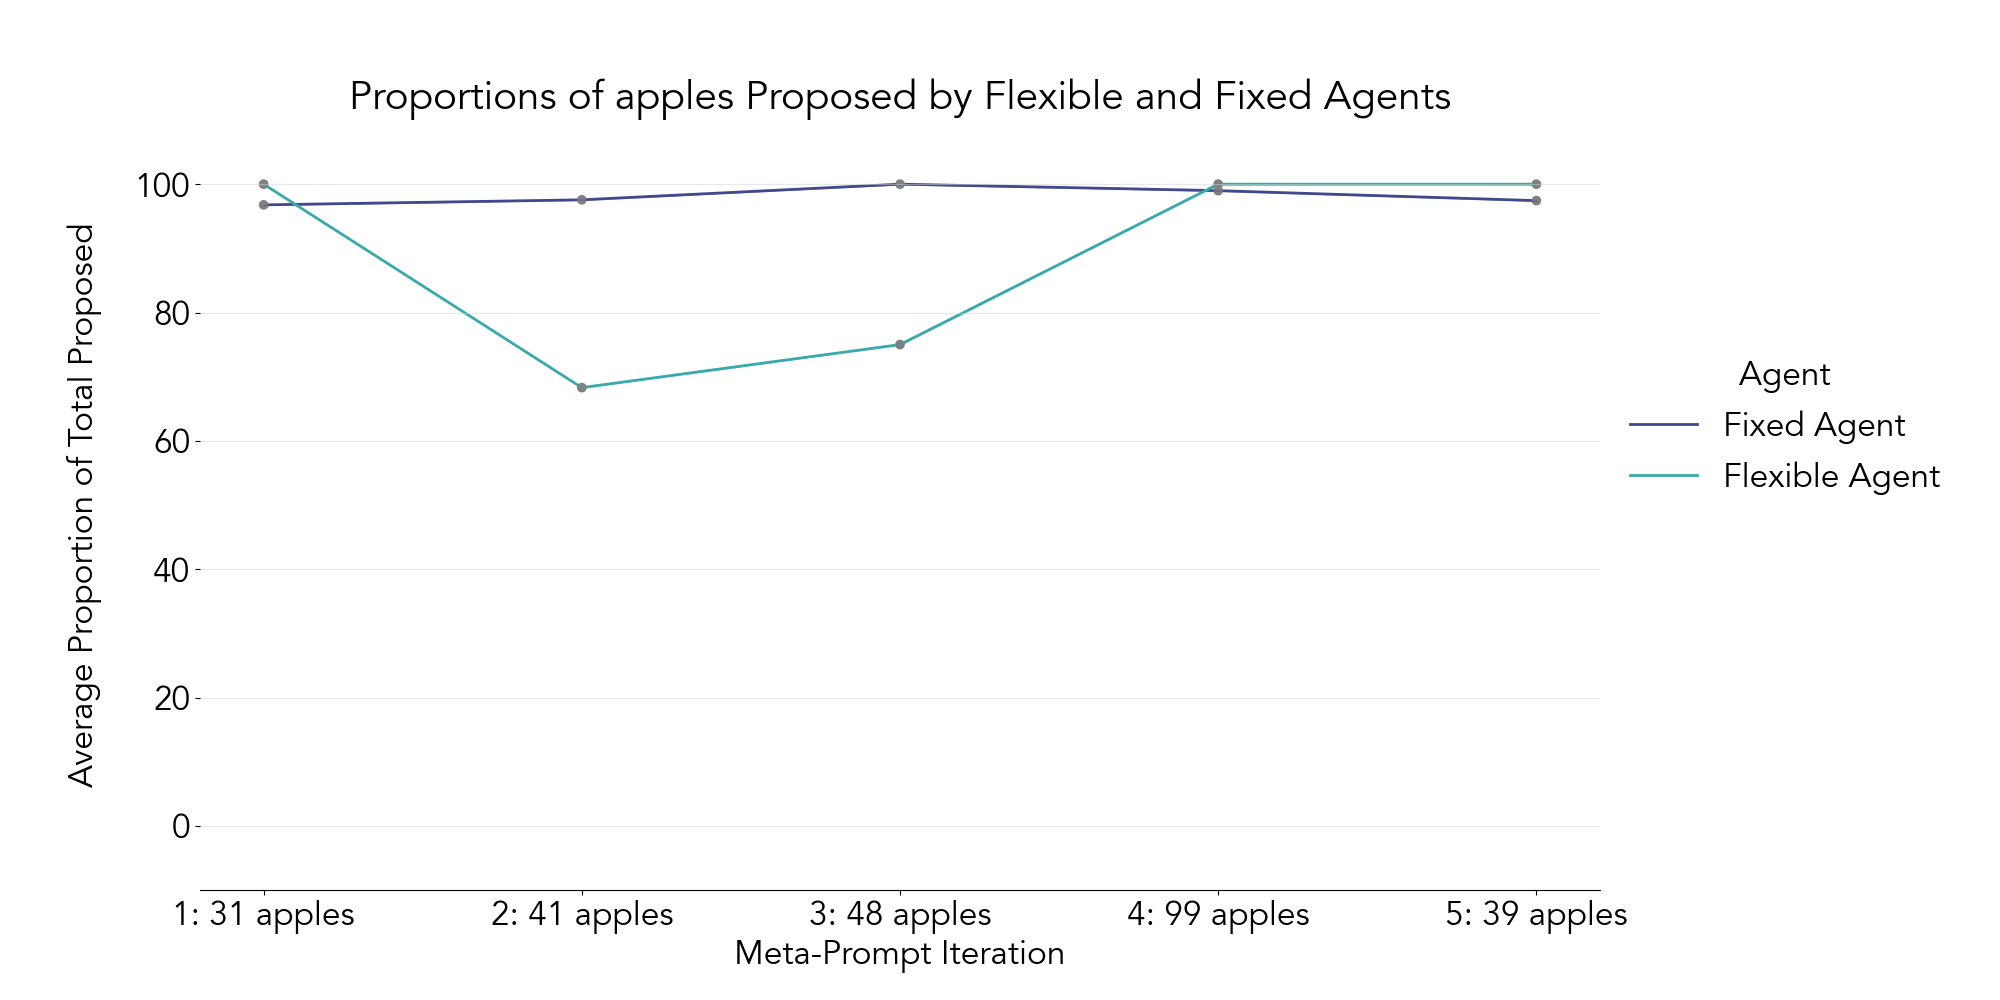 Proportions of apples Proposed by Flexible and Fixed Agents
Average Proportion of Total Proposed
100
80
60
40
20
0
1: 31 apples
2: 41 apples
3: 48 apples
4: 99 apples
5: 39 apples
Meta-Prompt Iteration
Agent
Fixed Agent
Flexible Agent